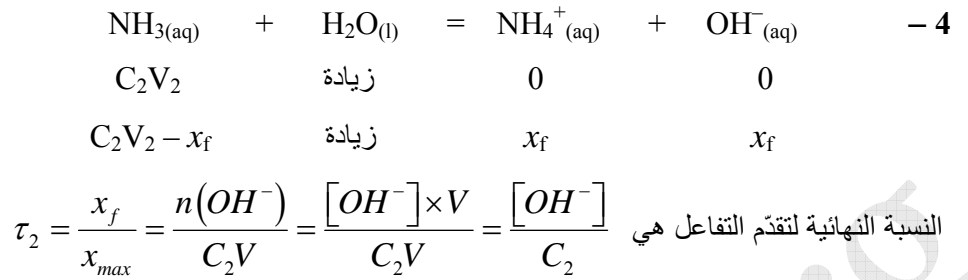 – 4 NH₃(aq) + H₂O(l) = NH₄⁺(aq) + OH⁻(aq)
C₂V₂ زيادة 0 0
C₂V₂ – xf زيادة xf xf
النسبة النهائية لتقدّم التفاعل هي τ₂ = xf / xmax = n(OH⁻) / C₂V = [OH⁻]×V / C₂V = [OH⁻] / C₂